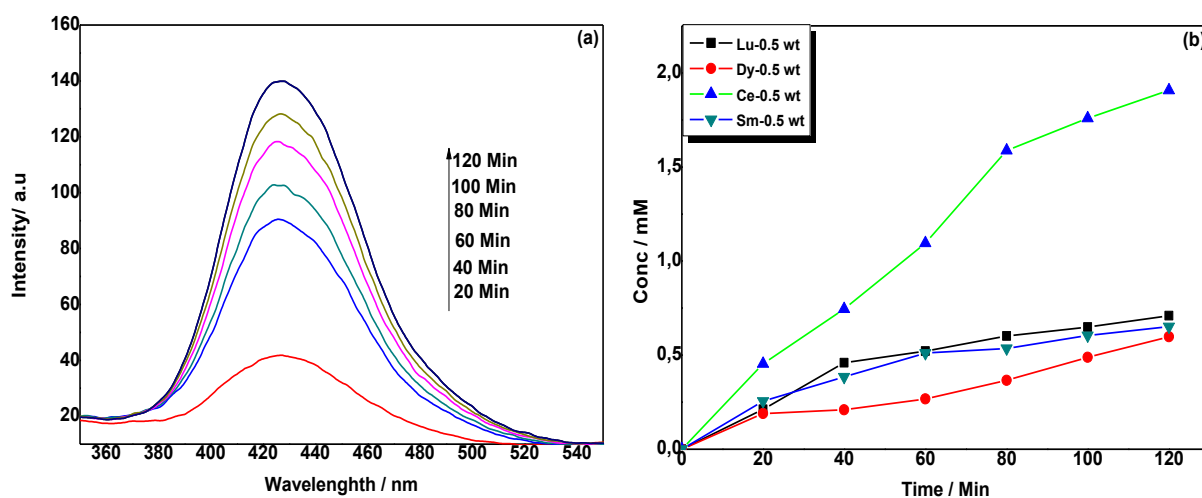 (a)
160
140
120
100
80
60
40
20
Intensity/ a.u
120 Min
100 Min
80 Min
60 Min
40 Min
20 Min
360 380 400 420 440 460 480 500 520 540
Wavelenghth / nm
(b)
Lu-0.5 wt
Dy-0.5 wt
Ce-0.5 wt
Sm-0.5 wt
2,0
1,5
1,0
0,5
0,0
Conc / mM
0 20 40 60 80 100 120
Time / Min